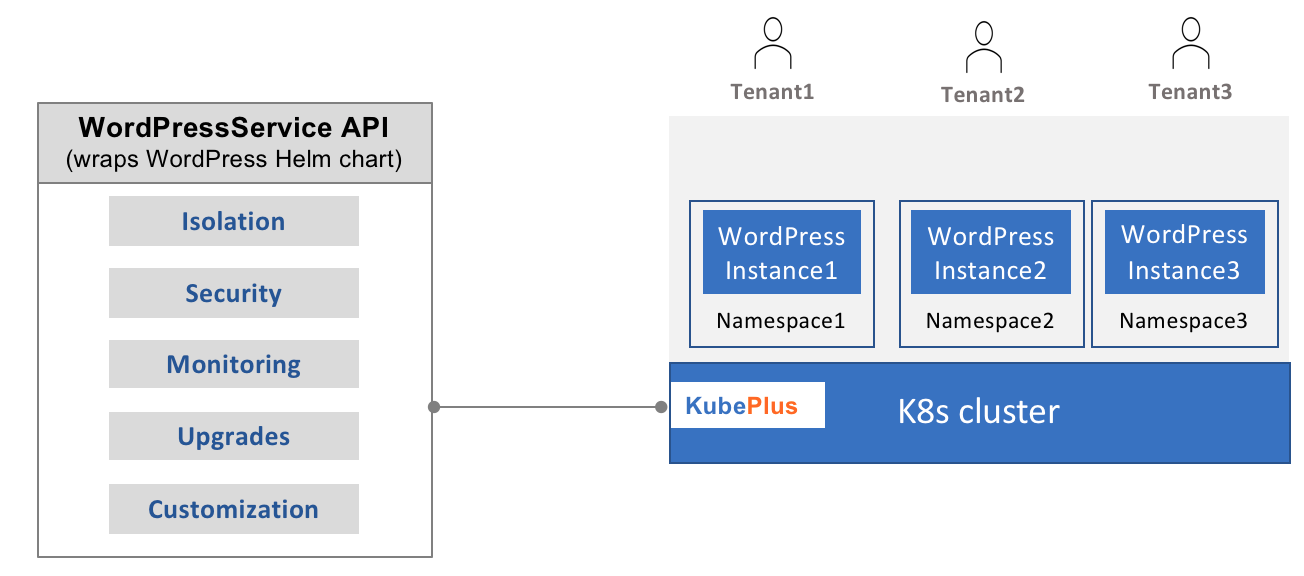 WordPressService API
(wraps WordPress Helm chart)
Isolation
Security
Monitoring
Upgrades
Customization
Tenant1
Tenant2
Tenant3
WordPress
Instance1
Namespace1
WordPress
Instance2
Namespace2
WordPress
Instance3
Namespace3
KubePlus
K8s cluster